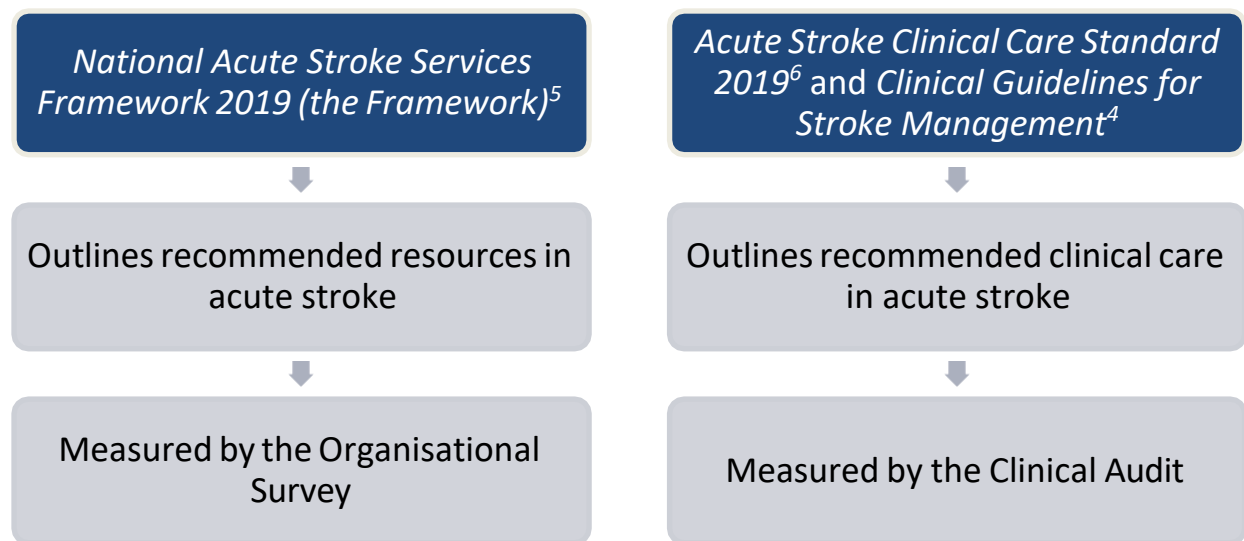 National Acute Stroke Services
Framework 2019 (the Framework)⁵
Outlines recommended resources in
acute stroke
Measured by the Organisational
Survey
Acute Stroke Clinical Care Standard
2019⁶ and Clinical Guidelines for
Stroke Management⁴
Outlines recommended clinical care
in acute stroke
Measured by the Clinical Audit